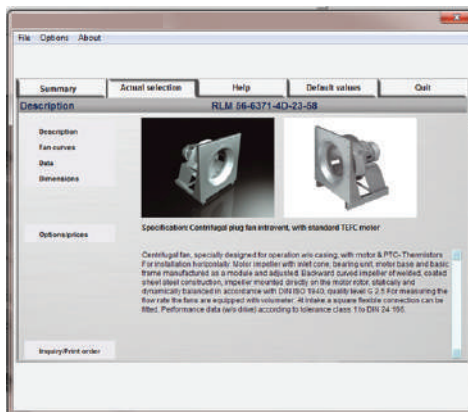 File Options About
Summary Actual selection Help Default values Quit
Description RLM 56-6371-4D-23-58
Description
Fan curves
Data
Dimensions
Options/prices
Inquiry/Print order
Specification: Centrifugal plug fan introvent, with standard TEFC motor
Centrifugal fan, specially designed for operation w/o casing, with motor & PTC-Thermistors
For installation horizontally. Motor impeller with inlet cone, bearing unit, motor base and basic
frame manufactured as a module and adjusted. Backward curved impeller of welded, coated
sheet steel construction, impeller mounted directly on the motor rotor, statically and
dynamically balanced in accordance with DIN ISO 1940, quality level G 2.5 For measuring the
flow rate the fans are equipped with volumeter. At intake a square flexible connection can be
fitted. Performance data (w/o drive) according to tolerance class 1 to DIN 24 166.